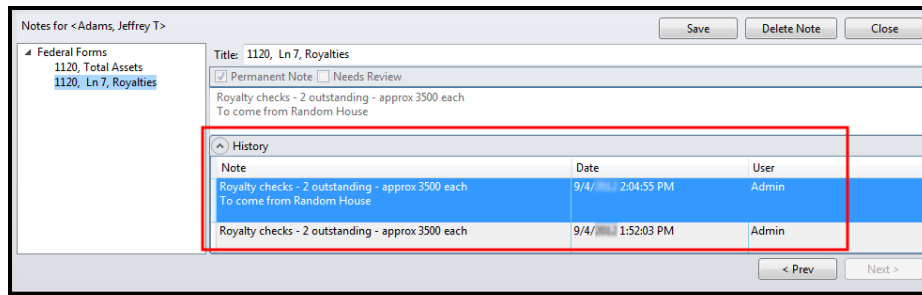 Notes for <Adams, Jeffrey T>
Save Delete Note Close
Federal Forms
1120, Total Assets
1120, Ln 7, Royalties
Title: 1120, Ln 7, Royalties
Permanent Note Needs Review
Royalty checks - 2 outstanding - approx 3500 each
To come from Random House
History
Note Date User
Royalty checks - 2 outstanding - approx 3500 each 9/4/ 2:04:55 PM Admin
To come from Random House
Royalty checks - 2 outstanding - approx 3500 each 9/4/ 1:52:03 PM Admin
< Prev Next >